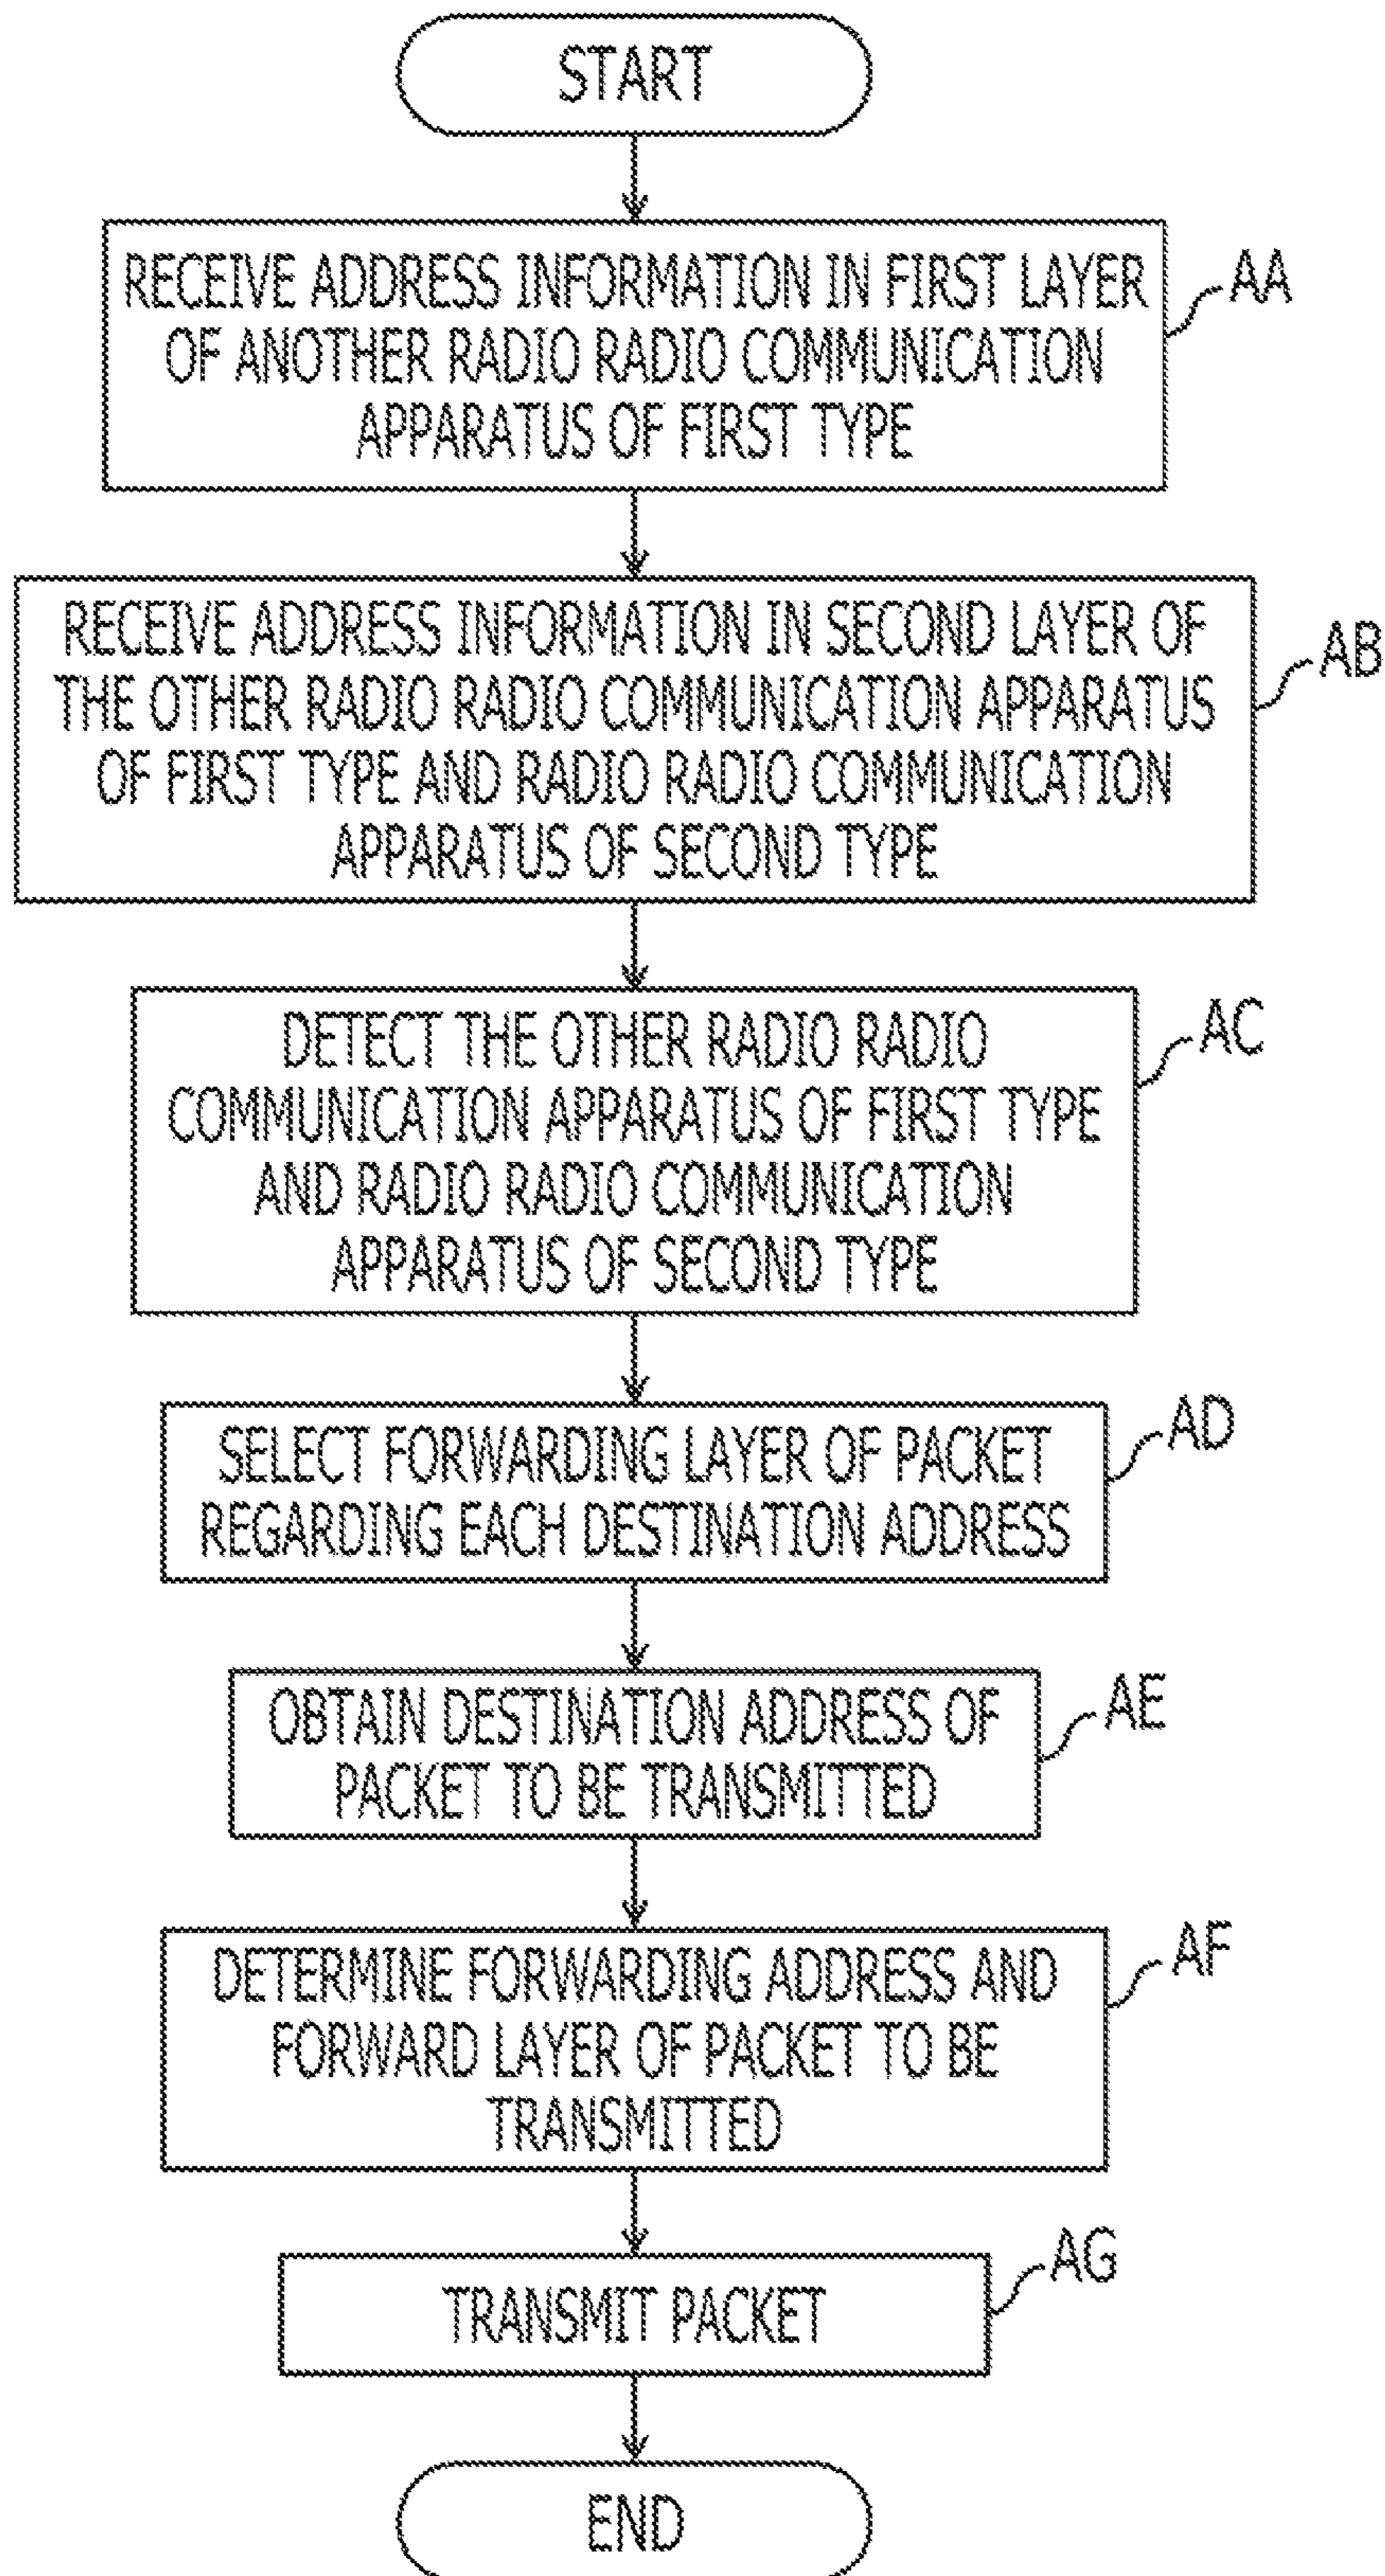 START
RECEIVE ADDRESS INFORMATION IN FIRST LAYER
OF ANOTHER RADIO RADIO COMMUNICATION
APPARATUS OF FIRST TYPE
AA
RECEIVE ADDRESS INFORMATION IN SECOND LAYER OF
THE OTHER RADIO RADIO COMMUNICATION APPARATUS
OF FIRST TYPE AND RADIO RADIO COMMUNICATION
APPARATUS OF SECOND TYPE
AB
DETECT THE OTHER RADIO RADIO
COMMUNICATION APPARATUS OF FIRST TYPE
AND RADIO RADIO COMMUNICATION
APPARATUS OF SECOND TYPE
AC
SELECT FORWARDING LAYER OF PACKET
REGARDING EACH DESTINATION ADDRESS
AD
OBTAIN DESTINATION ADDRESS OF
PACKET TO BE TRANSMITTED
AE
DETERMINE FORWARDING ADDRESS AND
FORWARD LAYER OF PACKET TO BE
TRANSMITTED
AF
TRANSMIT PACKET
AG
END